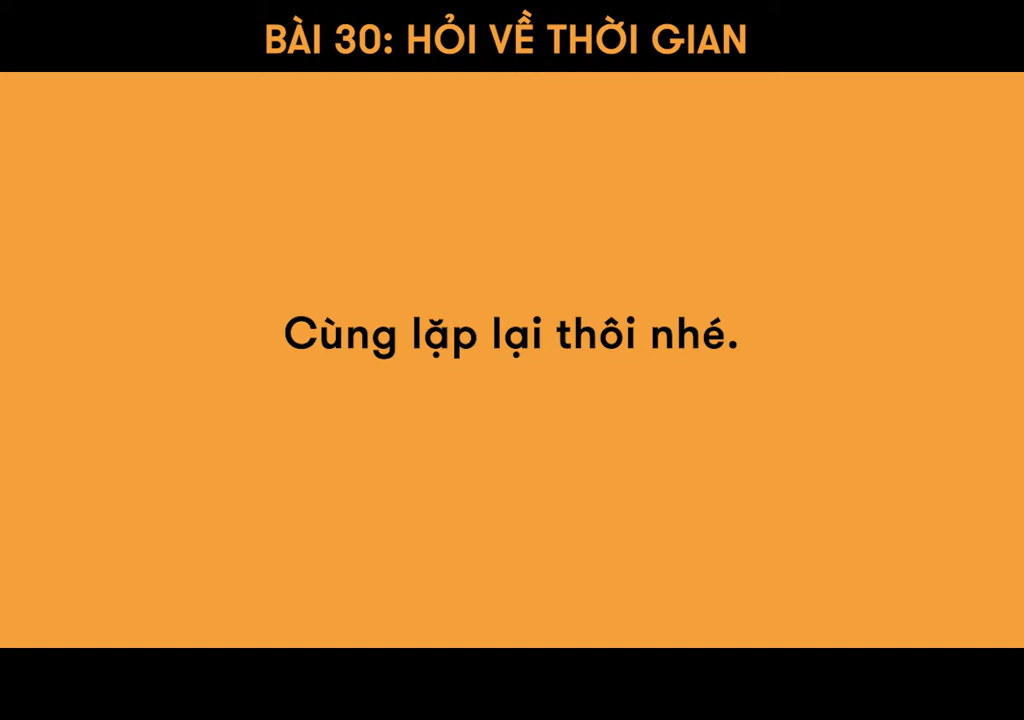 BÀI 30: HỎI VỀ THỜI GIAN
Cùng lặp lại thôi nhé.